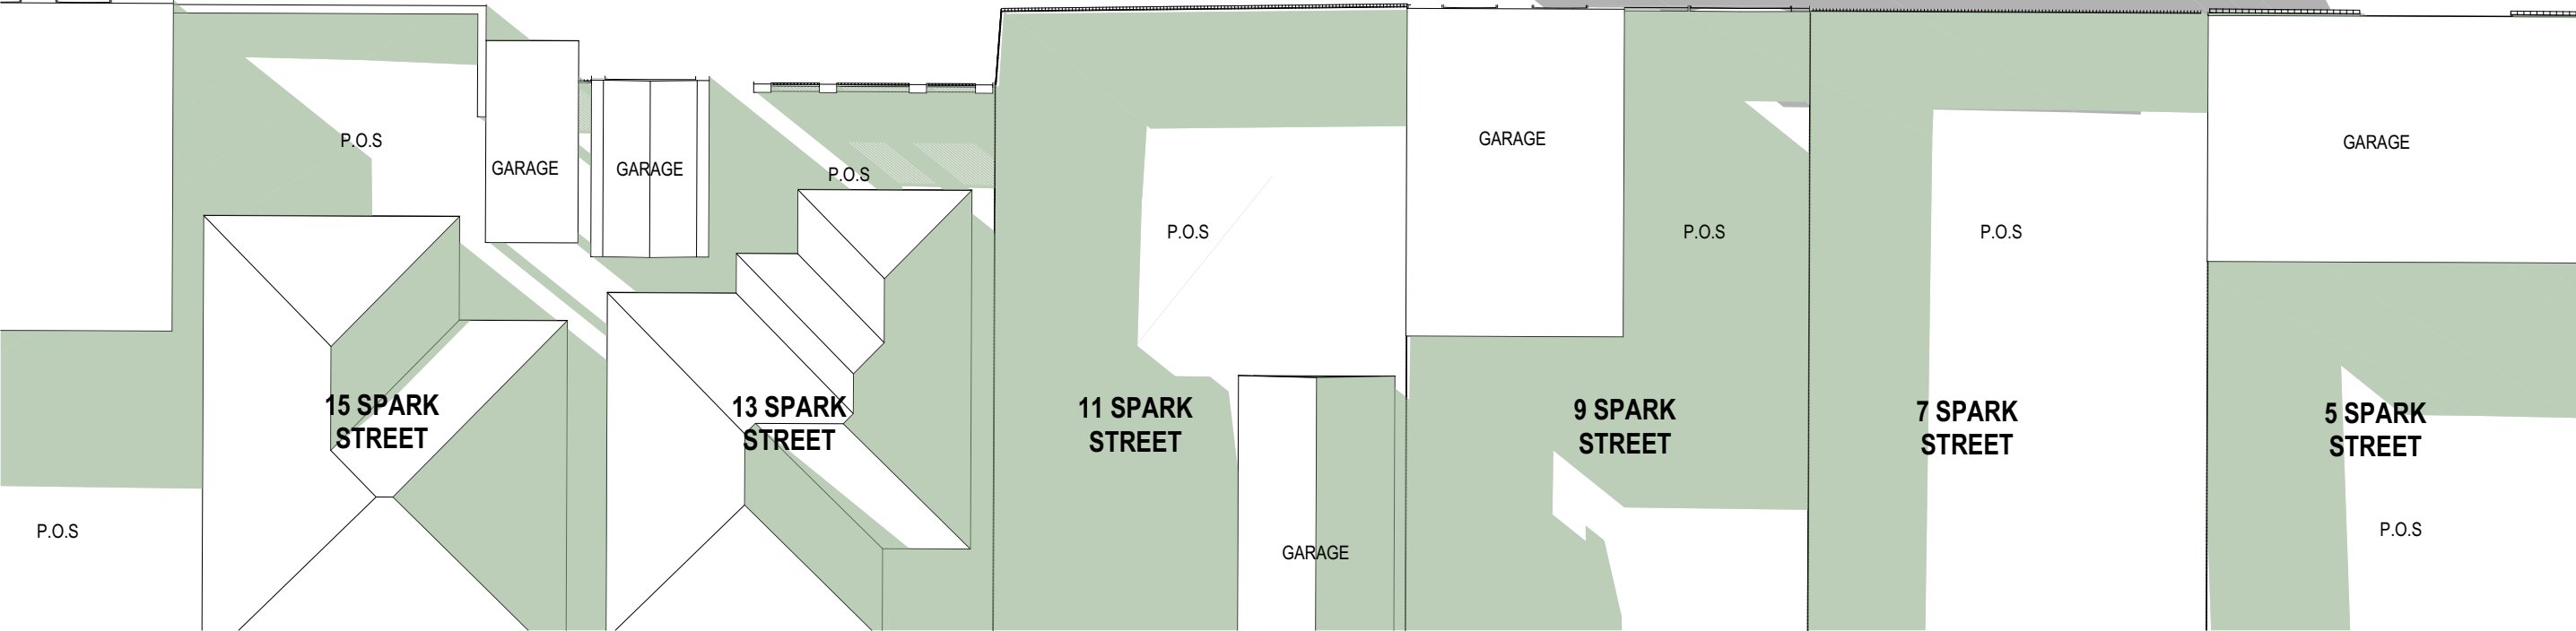 P.O.S
GARAGE
GARAGE
P.O.S
P.O.S
GARAGE
P.O.S
P.O.S
GARAGE
15 SPARK
STREET
13 SPARK
STREET
11 SPARK
STREET
9 SPARK
STREET
7 SPARK
STREET
5 SPARK
STREET
P.O.S
GARAGE
P.O.S